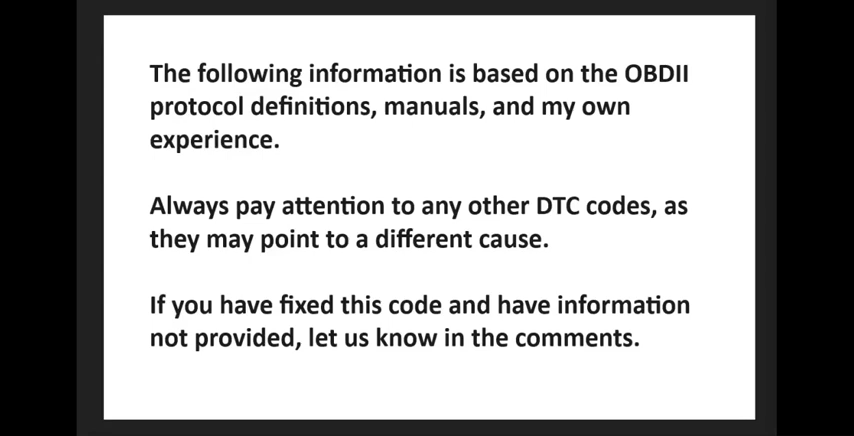 The following information is based on the OBDII
protocol definitions, manuals, and my own
experience.
Always pay attention to any other DTC codes, as
they may point to a different cause.
If you have fixed this code and have information
not provided, let us know in the comments.